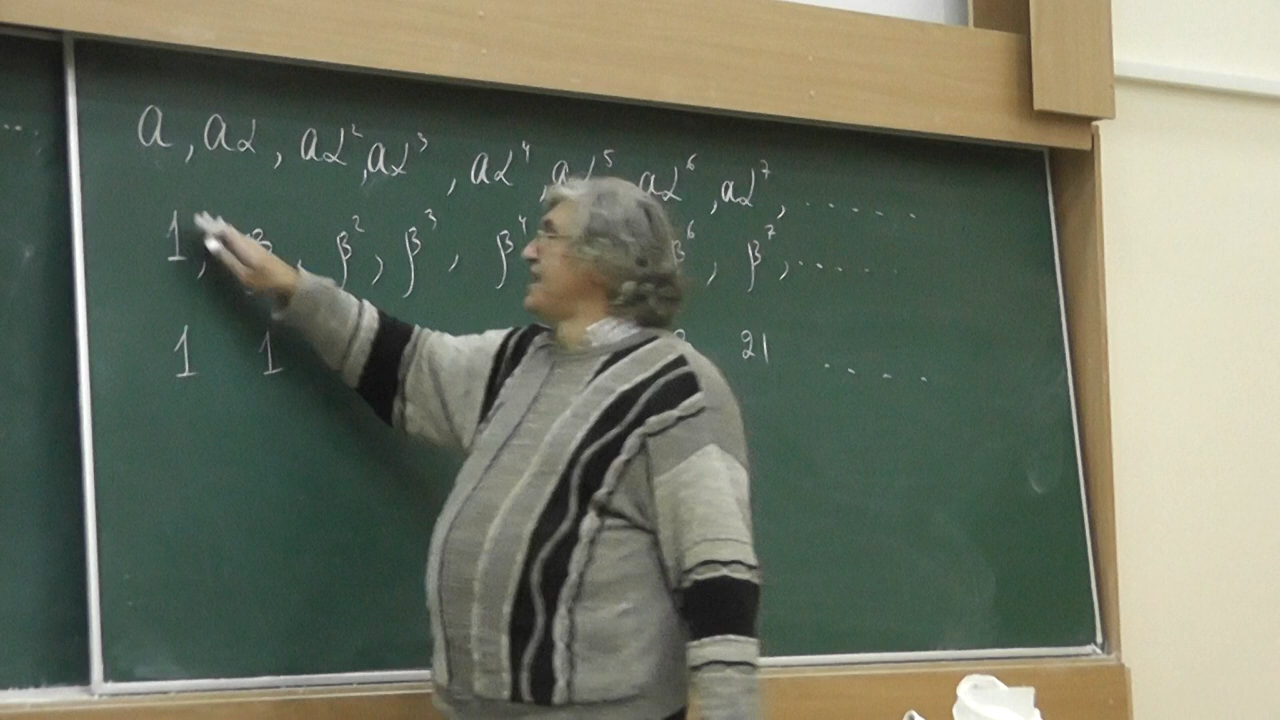 ....
a, aα, aα², aα³, aα⁴, aα⁵ aα⁶, aα⁷, ......
1, β, β², β³, β⁴ β⁶, β⁷, ......
1 1 21 ....